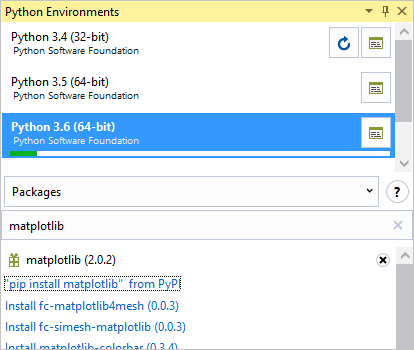 Python Environments
Python 3.4 (32-bit)
Python Software Foundation
Python 3.5 (64-bit)
Python Software Foundation
Python 3.6 (64-bit)
Python Software Foundation
Packages
?
matplotlib
matplotlib (2.0.2)
"pip install matplotlib" from PyPI
Install fc-matplotlib4mesh (0.0.3)
Install fc-simesh-matplotlib (0.0.3)
Install matplotlib-colorbar (0.3.4)